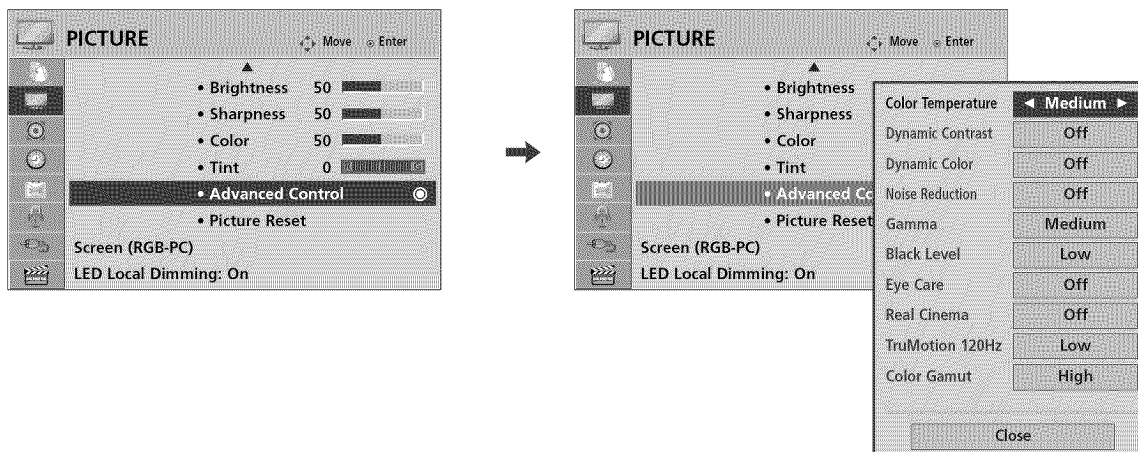 PICTURE Move Enter
• Brightness 50
• Sharpness 50
• Color 50
• Tint 0 G
• Advanced Control
• Picture Reset
Screen (RGB-PC)
LED Local Dimming: On
PICTURE Move Enter
• Brightness
• Sharpness
• Color
• Tint
• Advanced Co
• Picture Reset
Screen (RGB-PC)
LED Local Dimming: On
Color Temperature ◄ Medium ►
Dynamic Contrast Off
Dynamic Color Off
Noise Reduction Off
Gamma Medium
Black Level Low
Eye Care Off
Real Cinema Off
TruMotion 120Hz Low
Color Gamut High
Close